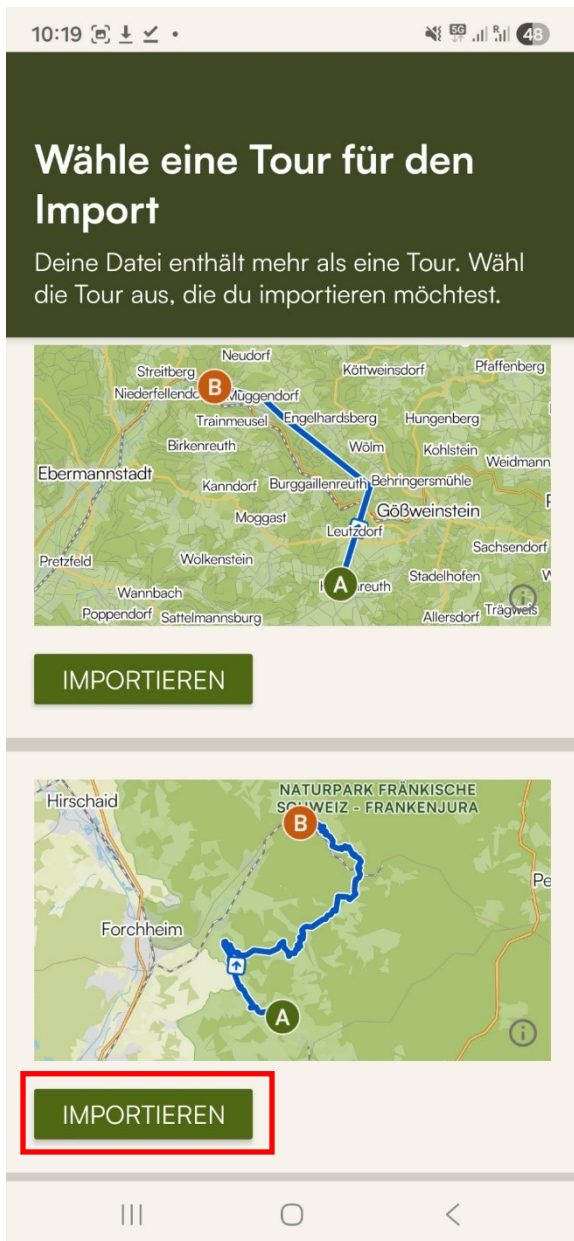 10:19
5G R 48
Wähle eine Tour für den
Import
Deine Datei enthält mehr als eine Tour. Wähl
die Tour aus, die du importieren möchtest.
Neudorf
Streitberg Köttweinsdorf Pfaffenberg
B
Muggendorf
Trainmeusel Engelhardsberg Hungenberg
Birkenreuth Wölm Kohlstein
Weidmann
Ebermannstadt
Kanndorf Burggaillenreuth Behringersmühle
Moggast Gößweinstein
Leutzdorf
Sachsendorf
Pretzfeld Wolkenstein
A Stadelhofen
Wannbach
Poppendorf Sattelmannsburg Allersdorf
IMPORTIEREN
NATURPARK FRÄNKISCHE
SCHWEIZ - FRANKENJURA
Hirschaid
B
Pe
Forchheim
A
IMPORTIEREN